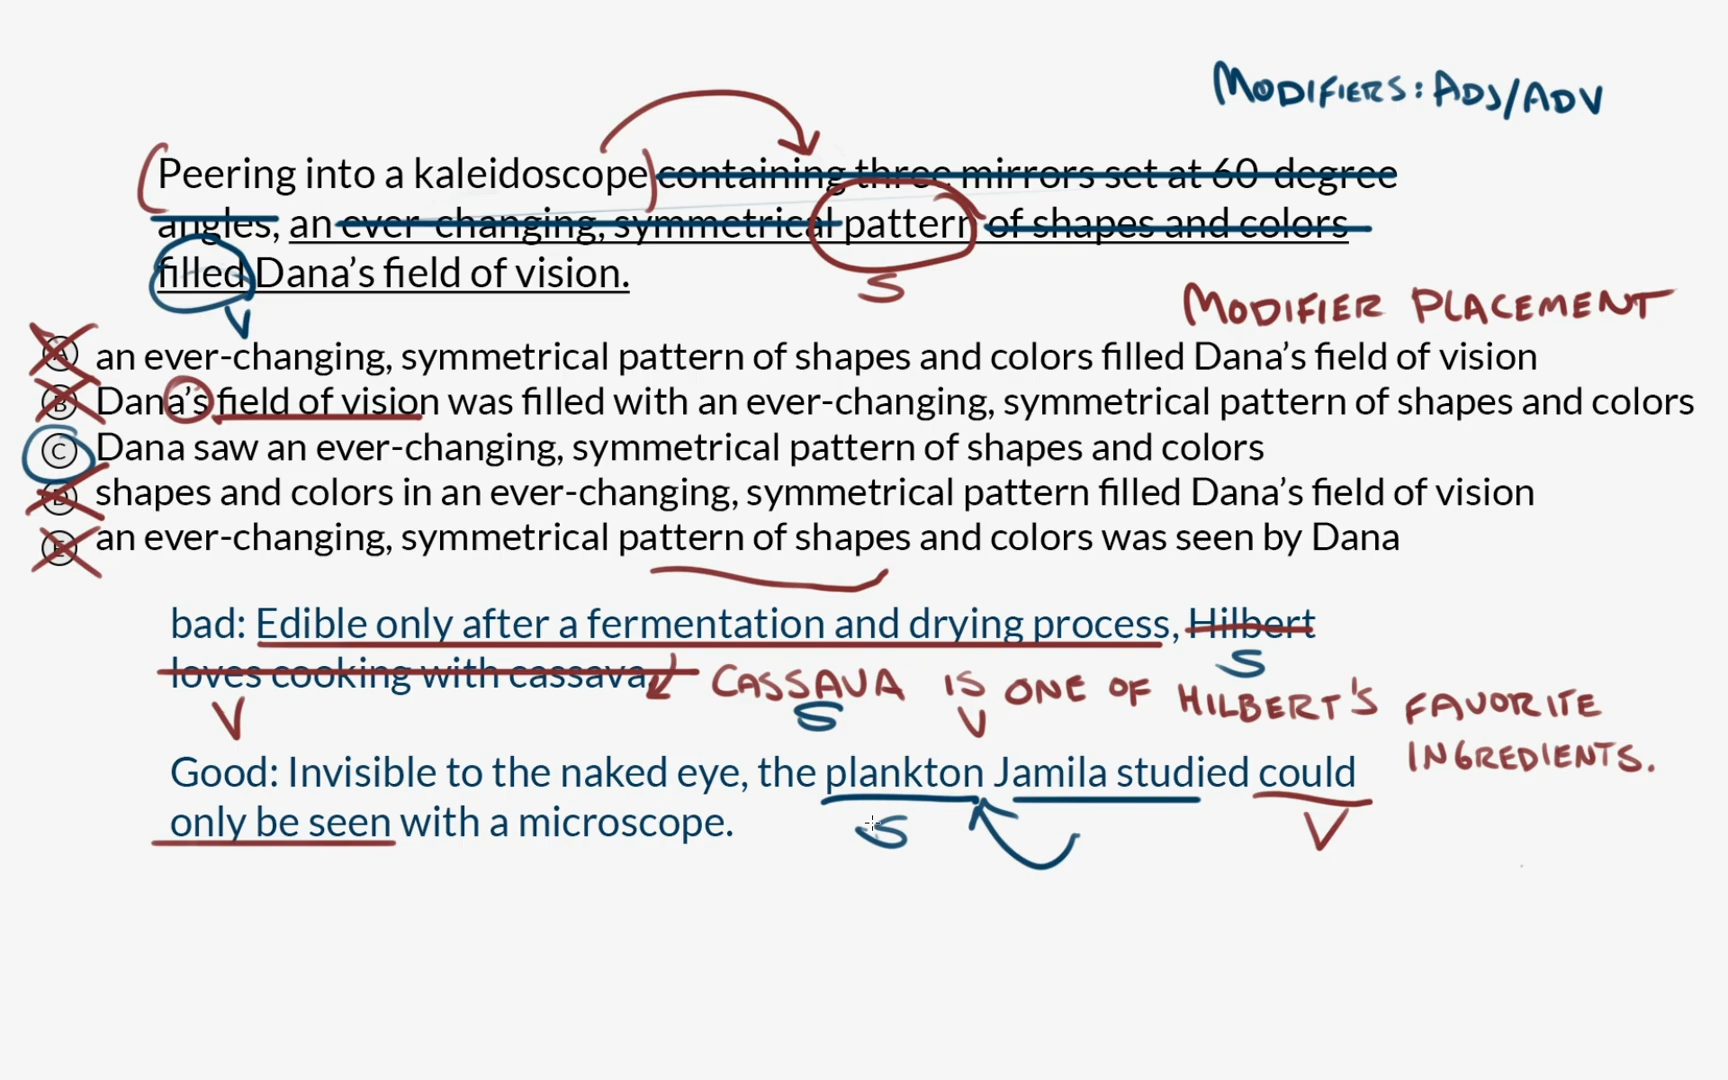 MODIFIERS: ADJ/ADV
Peering into a kaleidoscope containing three mirrors set at 60-degree
angles, an ever-changing, symmetrical pattern of shapes and colors
S
filled Dana's field of vision.
V
MODIFIER PLACEMENT
A an ever-changing, symmetrical pattern of shapes and colors filled Dana's field of vision
B Dana's field of vision was filled with an ever-changing, symmetrical pattern of shapes and colors
C Dana saw an ever-changing, symmetrical pattern of shapes and colors
D shapes and colors in an ever-changing, symmetrical pattern filled Dana's field of vision
E an ever-changing, symmetrical pattern of shapes and colors was seen by Dana
bad: Edible only after a fermentation and drying process, Hilbert
S
loves cooking with cassava.
V
CASSAVA IS ONE OF HILBERT'S FAVORITE
INGREDIENTS.
S V
Good: Invisible to the naked eye, the plankton Jamila studied could
S V
only be seen with a microscope.